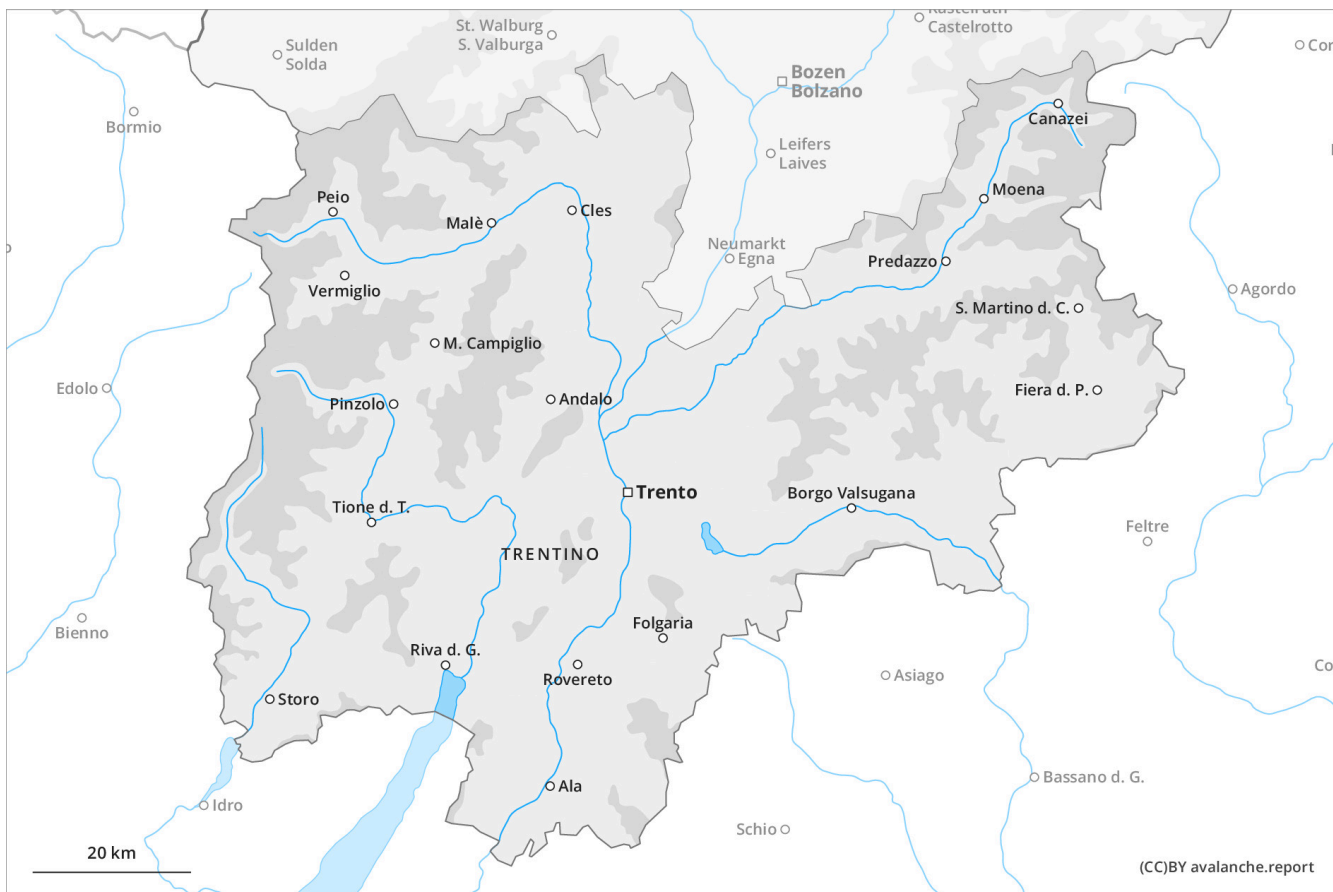 Kastelruth
Castelrotto
St. Walburg
S. Valburga
Sulden
Solda
Cor
Bozen
Bolzano
Bormio
Canazei
Leifers
Laives
Peio
Moena
Malè
Cles
Neumarkt
Egna
Predazzo
Vermiglio
Agordo
S. Martino d. C.
M. Campiglio
Edolo
Fiera d. P.
Andalo
Pinzolo
Trento
Borgo Valsugana
Tione d. T.
Feltre
TRENTINO
Bienno
Folgaria
Riva d. G.
Rovereto
Asiago
Co
Storo
Bassano d. G.
Ala
Idro
Schio
20 km
(CC)BY avalanche.report